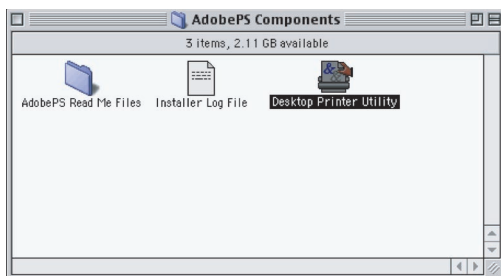 AdobePS Components
3 items, 2.11 GB available
AdobePS Read Me Files Installer Log File Desktop Printer Utility